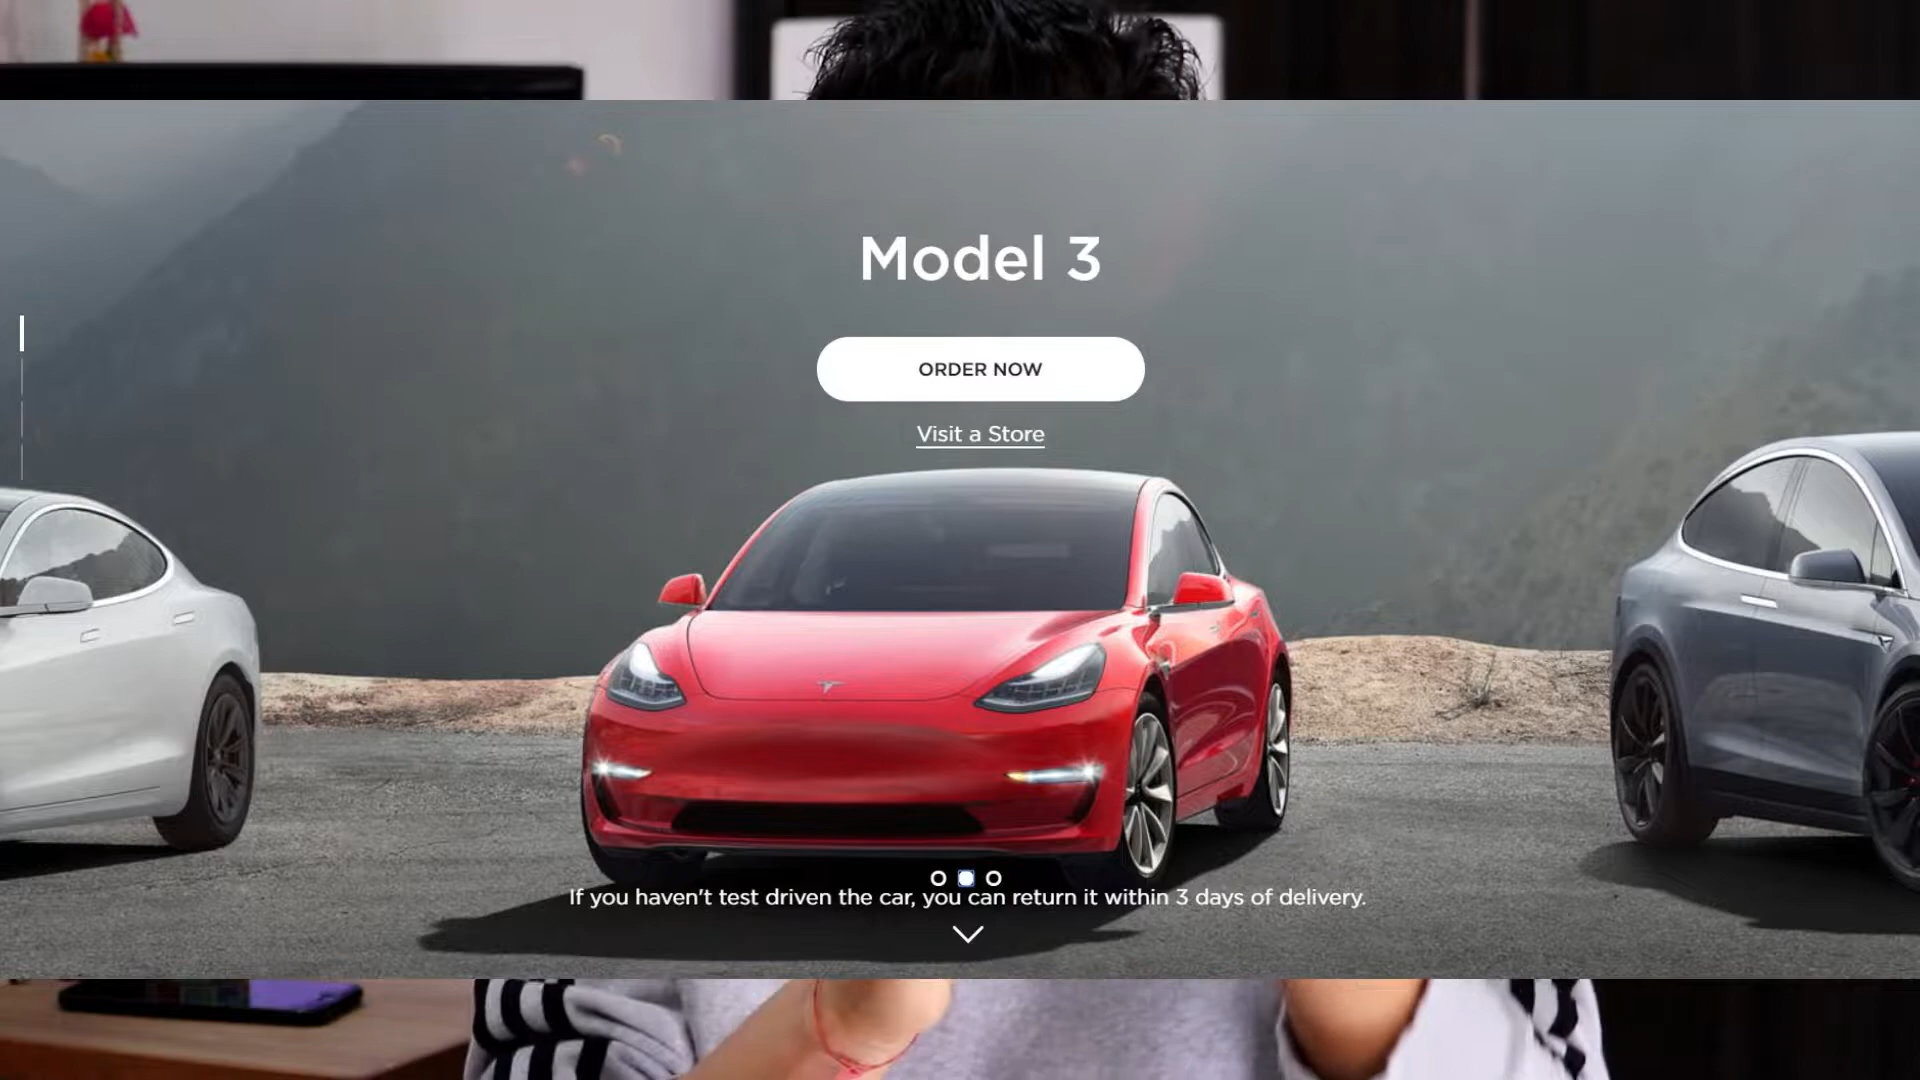 Model 3
ORDER NOW
Visit a Store
If you haven't test driven the car, you can return it within 3 days of delivery.